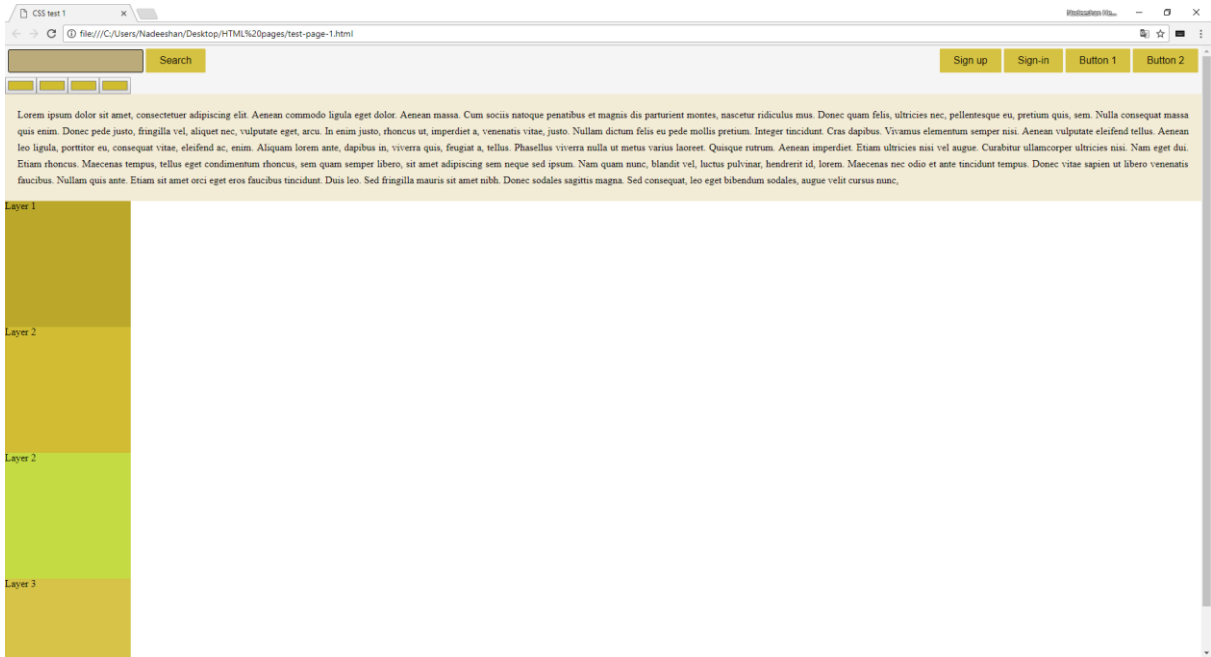 CSS test 1
file:///C:/Users/Nadeeshan/Desktop/HTML%20pages/test-page-1.html
Search
Sign up Sign-in Button 1 Button 2
Lorem ipsum dolor sit amet, consectetuer adipiscing elit. Aenean commodo ligula eget dolor. Aenean massa. Cum sociis natoque penatibus et magnis dis parturient montes, nascetur ridiculus mus. Donec quam felis, ultricies nec, pellentesque eu, pretium quis, sem. Nulla consequat massa
quis enim. Donec pede justo, fringilla vel, aliquet nec, vulputate eget, arcu. In enim justo, rhoncus ut, imperdiet a, venenatis vitae, justo. Nullam dictum felis eu pede mollis pretium. Integer tincidunt. Cras dapibus. Vivamus elementum semper nisi. Aenean vulputate eleifend tellus. Aenean
leo ligula, porttitor eu, consequat vitae, eleifend ac, enim. Aliquam lorem ante, dapibus in, viverra quis, feugiat a, tellus. Phasellus viverra nulla ut metus varius laoreet. Quisque rutrum. Aenean imperdiet. Etiam ultricies nisi vel augue. Curabitur ullamcorper ultricies nisi. Nam eget dui.
Etiam rhoncus. Maecenas tempus, tellus eget condimentum rhoncus, sem quam semper libero, sit amet adipiscing sem neque sed ipsum. Nam quam nunc, blandit vel, luctus pulvinar, hendrerit id, lorem. Maecenas nec odio et ante tincidunt tempus. Donec vitae sapien ut libero venenatis
faucibus. Nullam quis ante. Etiam sit amet orci eget eros faucibus tincidunt. Duis leo. Sed fringilla mauris sit amet nibh. Donec sodales sagittis magna. Sed consequat, leo eget bibendum sodales, augue velit cursus nunc,
Layer 1
Layer 2
Layer 2
Layer 3